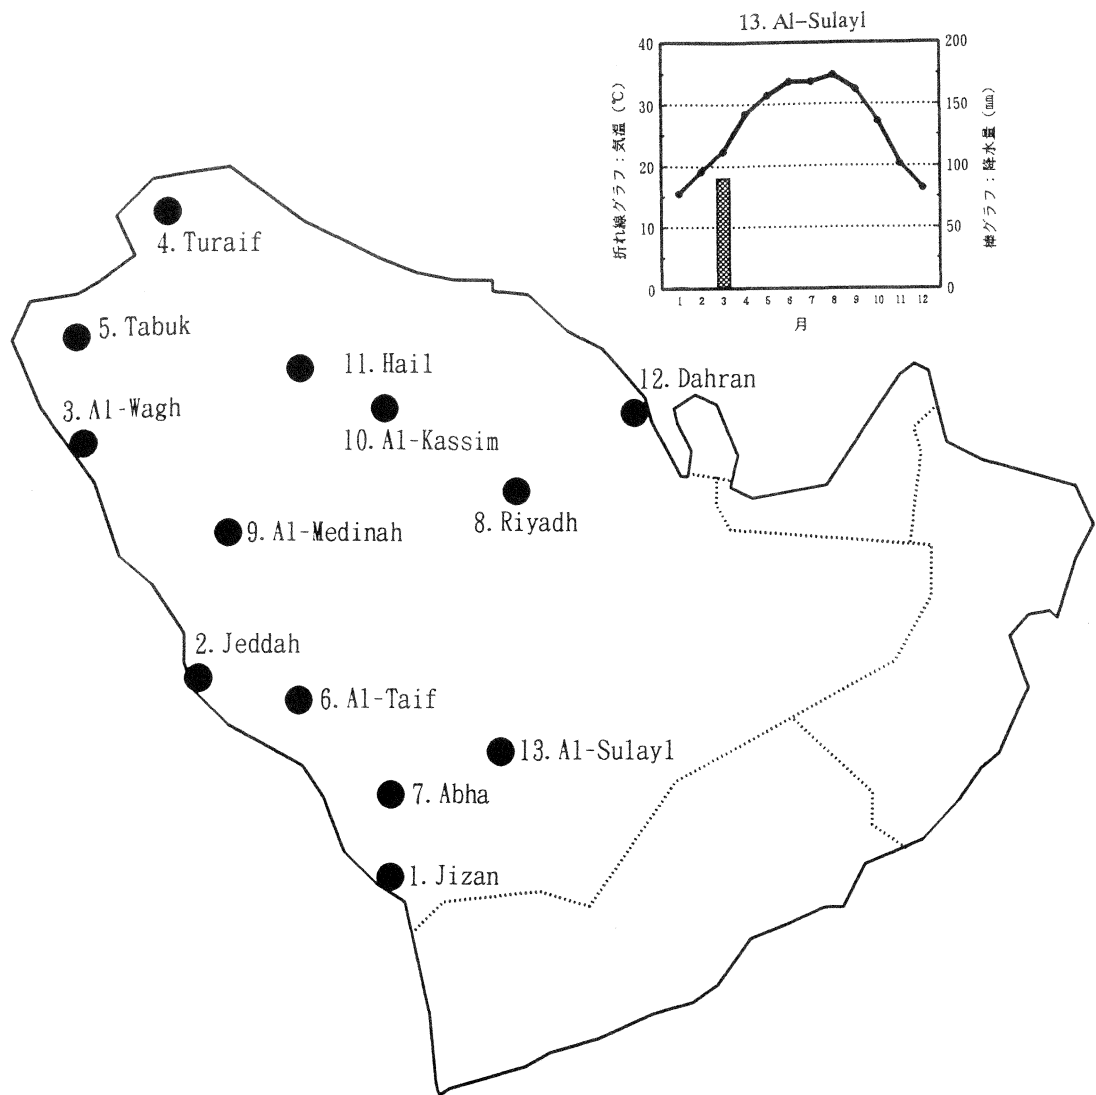 13. Al-Sulayl
40
30
20
10
0
200
150
100
50
0
折れ線グラフ:気温 (℃)
棒グラフ:降水量 (mm)
1 2 3 4 5 6 7 8 9 10 11 12
月
4. Turaif
5. Tabuk
11. Hail
12. Dahran
3. Al-Wagh
10. Al-Kassim
8. Riyadh
9. Al-Medinah
2. Jeddah
6. Al-Taif
13. Al-Sulayl
7. Abha
1. Jizan